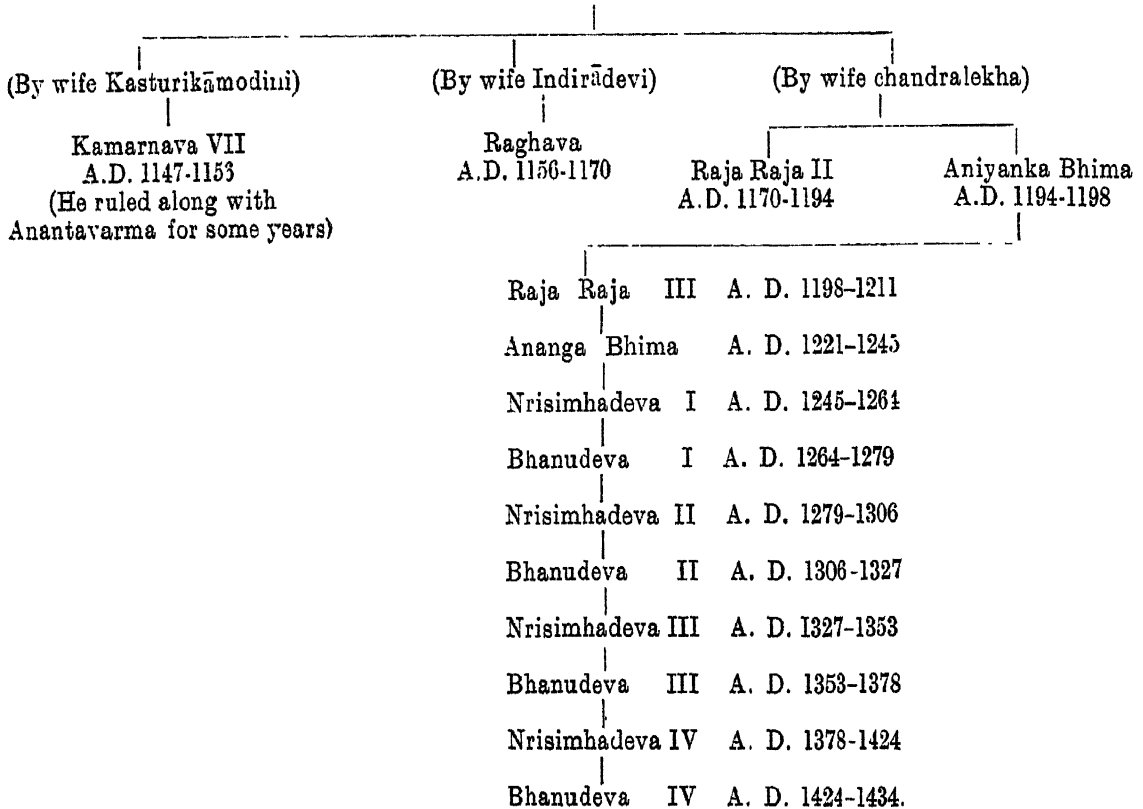 (By wife Kasturikāmodini)
Kamarnava VII
A.D. 1147-1153
(He ruled along with
Anantavarma for some years)
(By wife Indirādevi)
Raghava
A.D. 1156-1170
(By wife chandralekha)
Raja Raja II
A.D. 1170-1194
Aniyanka Bhima
A.D. 1194-1198
Raja Raja III A. D. 1198-1211
Ananga Bhima A. D. 1221-1245
Nrisimhadeva I A. D. 1245-1264
Bhanudeva I A. D. 1264-1279
Nrisimhadeva II A. D. 1279-1306
Bhanudeva II A. D. 1306-1327
Nrisimhadeva III A. D. 1327-1353
Bhanudeva III A. D. 1353-1378
Nrisimhadeva IV A. D. 1378-1424
Bhanudeva IV A. D. 1424-1434.